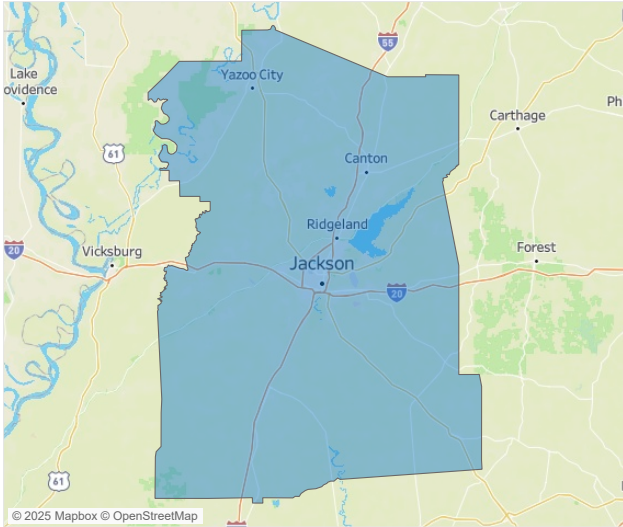 55
Lake
ovidence
Yazoo City
Ph
Carthage
61
Canton
Ridgeland
20
Vicksburg
Forest
Jackson
20
61
© 2025 Mapbox © OpenStreetMap